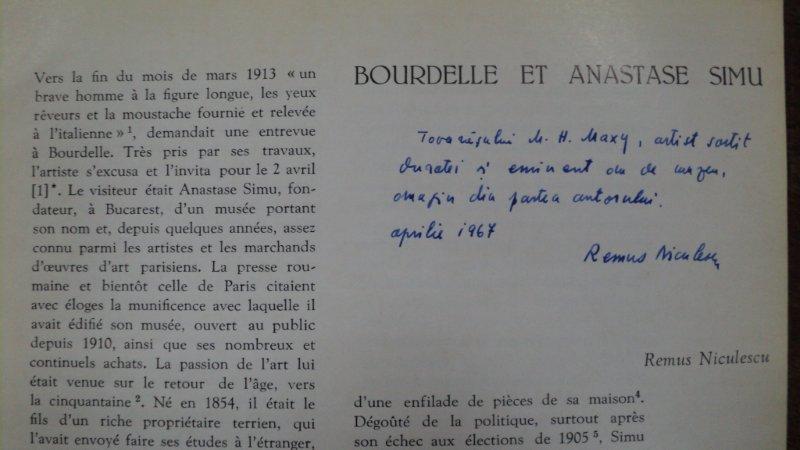 BOURDELLE ET ANASTASE SIMU
Tovarășului M. H. Maxy, artist sortit
duratei și eminent om de muzeu,
omagiu din partea autorului.
aprilie 1967
Remus Niculescu
Remus Niculescu
Vers la fin du mois de mars 1913 « un
brave homme à la figure longue, les yeux
rêveurs et la moustache fournie et relevée
à l'italienne » 1, demandait une entrevue
à Bourdelle. Très pris par ses travaux,
l'artiste s'excusa et l'invita pour le 2 avril
[1]*. Le visiteur était Anastase Simu, fon-
dateur, à Bucarest, d'un musée portant
son nom et, depuis quelques années, assez
connu parmi les artistes et les marchands
d'œuvres d'art parisiens. La presse rou-
maine et bientôt celle de Paris citaient
avec éloges la munificence avec laquelle il
avait édifié son musée, ouvert au public
depuis 1910, ainsi que ses nombreux et
continuels achats. La passion de l'art lui
était venue sur le retour de l'âge, vers
la cinquantaine 2. Né en 1854, il était le
fils d'un riche propriétaire terrien, qui
l'avait envoyé faire ses études à l'étranger,
d'une enfilade de pièces de sa maison4.
Dégoûté de la politique, surtout après
son échec aux élections de 1905 5, Simu